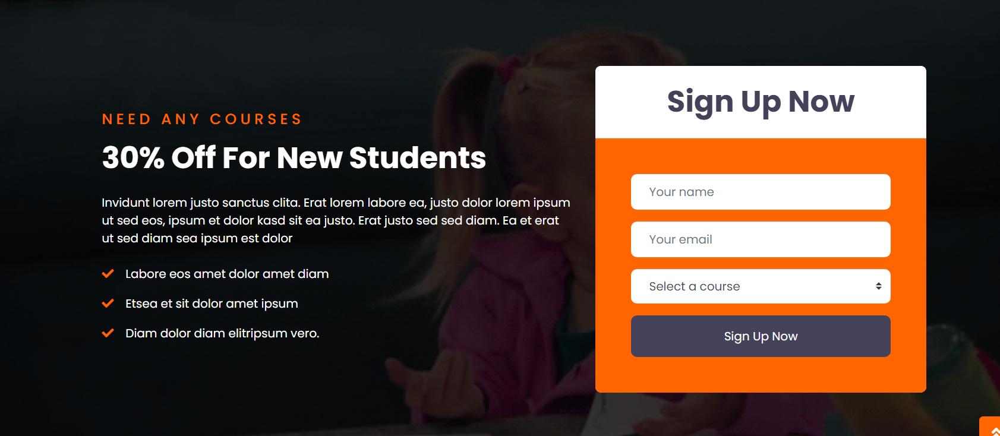 NEED ANY COURSES
30% Off For New Students
Invidunt lorem justo sanctus clita. Erat lorem labore ea, justo dolor lorem ipsum
ut sed eos, ipsum et dolor kasd sit ea justo. Erat justo sed sed diam. Ea et erat
ut sed diam sea ipsum est dolor
Labore eos amet dolor amet diam
Etsea et sit dolor amet ipsum
Diam dolor diam elitripsum vero.
Sign Up Now
Your name
Your email
Select a course
Sign Up Now